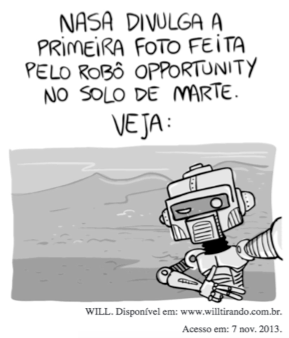 NASA DIVULGA A
PRIMEIRA FOTO FEITA
PELO ROBÔ OPPORTUNITY
NO SOLO DE MARTE.
VEJA:
WILL. Disponível em: www.willtirando.com.br.
Acesso em: 7 nov. 2013.